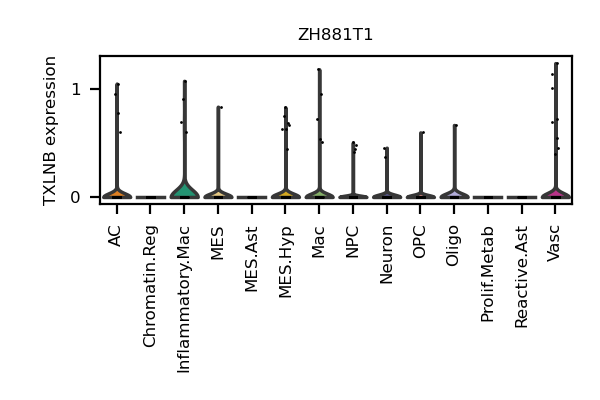 ZH881T1
TXLNB expression
1
0
AC
Chromatin.Reg
Inflammatory.Mac
MES
MES.Ast
MES.Hyp
Mac
NPC
Neuron
OPC
Oligo
Prolif.Metab
Reactive.Ast
Vasc